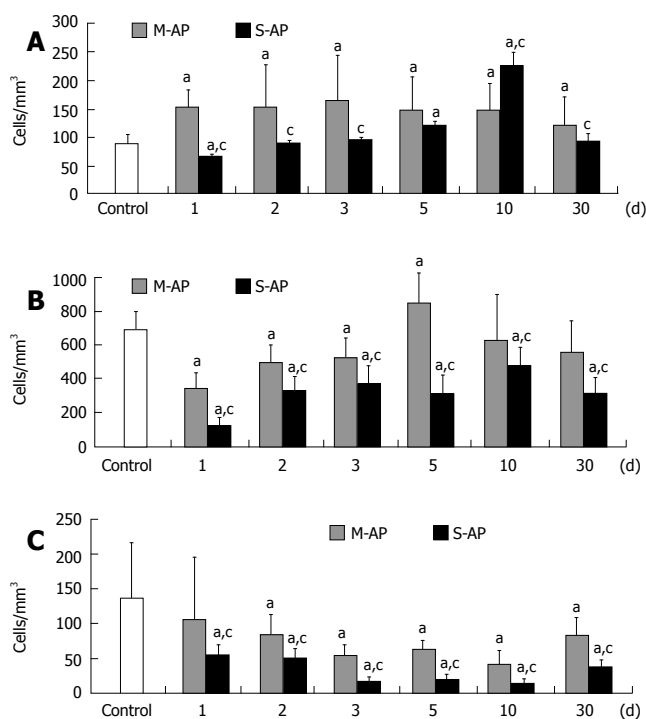 A
M-AP S-AP
Cells/mm³
300
250
200
150
100
50
0
a a,c a c a c a a a a,c a c
Control 1 2 3 5 10 30 (d)
B
M-AP S-AP
Cells/mm³
1000
800
600
400
200
0
a a,c a a,c a a,c a a,c a,c a,c
Control 1 2 3 5 10 30 (d)
C
M-AP S-AP
Cells/mm³
250
200
150
100
50
0
a,c a a,c a a,c a a,c a a,c a a,c
Control 1 2 3 5 10 30 (d)